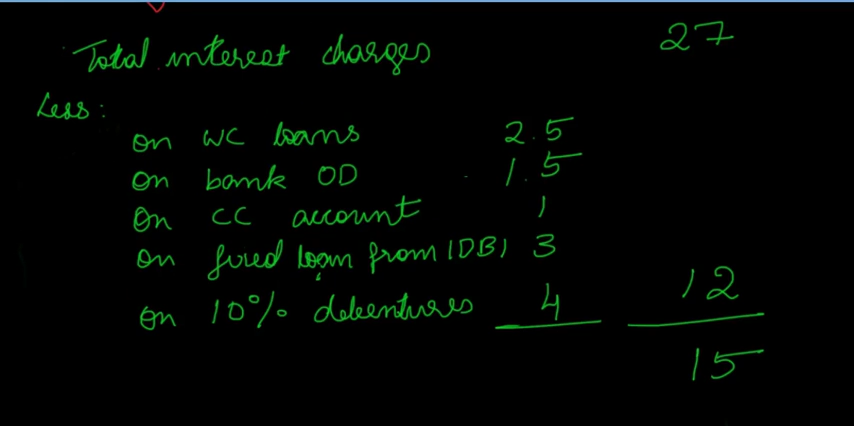 Total interest charges 27
Less:
on WC loans 2.5
on bank OD 1.5
on CC account 1
on fixed loan from IDBI 3
on 10% debentures 4 12
15